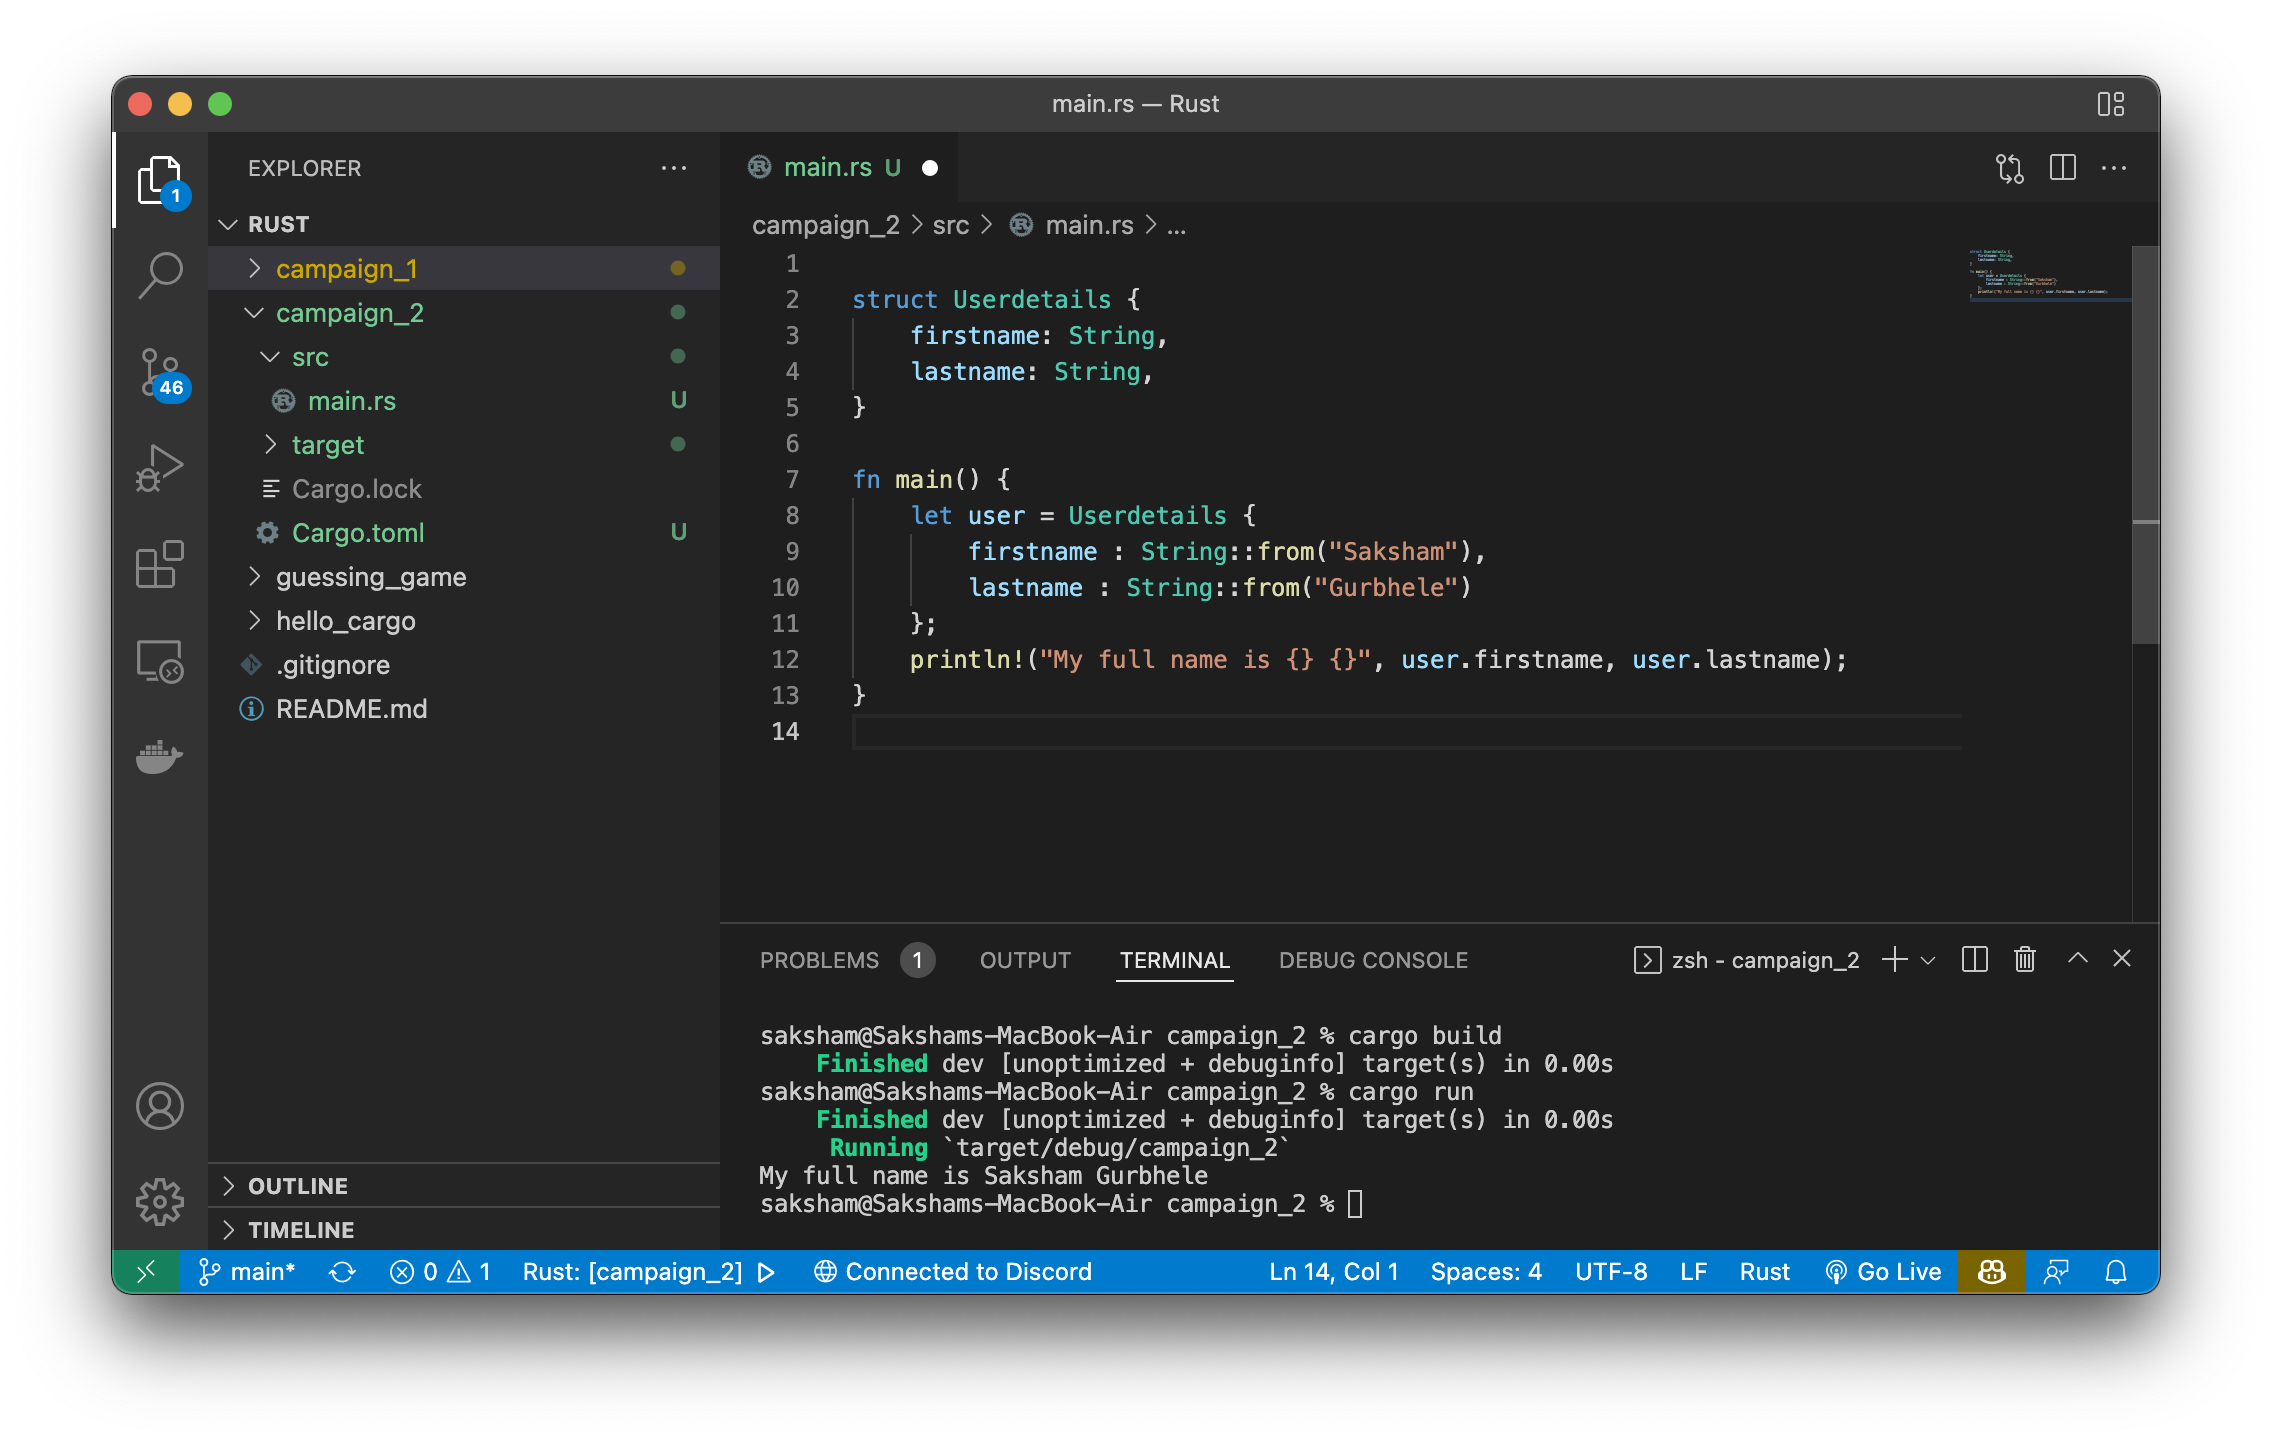 main.rs — Rust
EXPLORER
RUST
campaign_1
campaign_2
src
main.rs U
target
Cargo.lock
Cargo.toml U
guessing_game
hello_cargo
.gitignore
README.md
OUTLINE
TIMELINE
1
46
main.rs U
campaign_2 > src > main.rs > ...
1
2 struct Userdetails {
3     firstname: String,
4     lastname: String,
5 }
6
7 fn main() {
8     let user = Userdetails {
9         firstname : String::from("Saksham"),
10         lastname : String::from("Gurbhele")
11     };
12     println!("My full name is {} {}", user.firstname, user.lastname);
13 }
14
PROBLEMS 1 OUTPUT TERMINAL DEBUG CONSOLE zsh - campaign_2
saksham@Sakshams-MacBook-Air campaign_2 % cargo build
    Finished dev [unoptimized + debuginfo] target(s) in 0.00s
saksham@Sakshams-MacBook-Air campaign_2 % cargo run
    Finished dev [unoptimized + debuginfo] target(s) in 0.00s
     Running `target/debug/campaign_2`
My full name is Saksham Gurbhele
saksham@Sakshams-MacBook-Air campaign_2 %
main* 0 1 Rust: [campaign_2] Connected to Discord Ln 14, Col 1 Spaces: 4 UTF-8 LF Rust Go Live